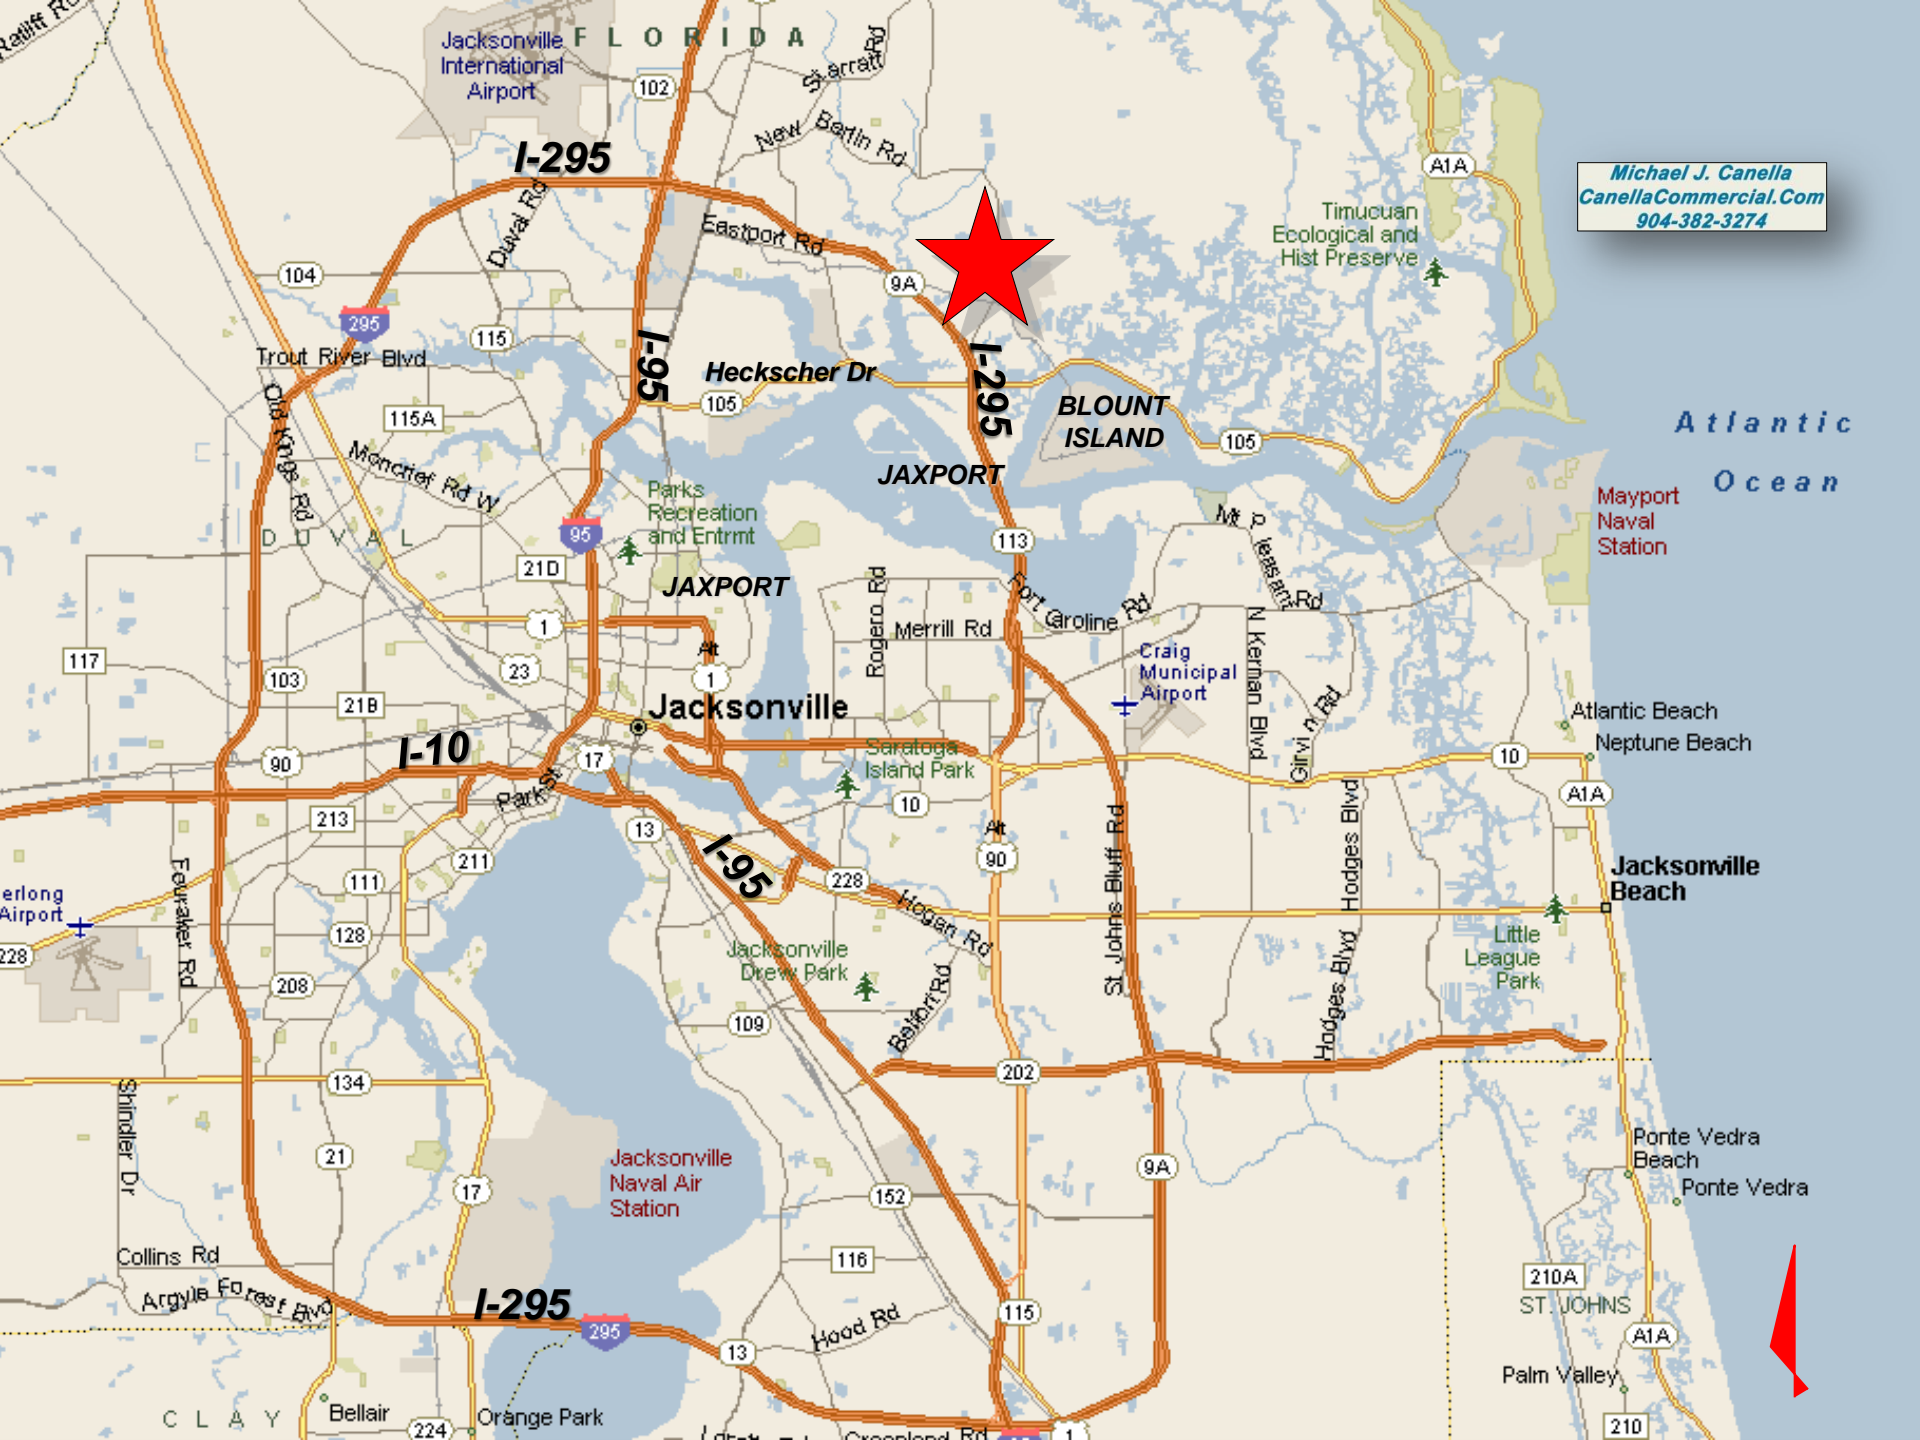 Ratliff Rd
Jacksonville
International
Airport
FLORIDA
Starratt Rd
102
New Berlin Rd
I-295
A1A
Michael J. Canella
CanellaCommercial.Com
904-382-3274
Duval Rd
Eastport Rd
Timucuan
Ecological and
Hist Preserve
104
9A
295
115
Trout River Blvd
I-95
Heckscher Dr
I-295
105
115A
Old Kings Rd
BLOUNT
ISLAND
105
Atlantic
Ocean
Moncrief Rd W
JAXPORT
Parks
Recreation
and Entrmt
Mayport
Naval
Station
DUVAL
95
113
Mt Pleasant Rd
21D
JAXPORT
Rogero Rd
Fort Caroline Rd
1
Merrill Rd
N Kernan Blvd
Alt
1
117
23
103
Craig
Municipal
Airport
21B
Jacksonville
Girvin Rd
Atlantic Beach
Neptune Beach
I-10
90
17
Saratoga
Island Park
10
Park St
10
A1A
213
13
Alt
90
St Johns Bluff Rd
Hodges Blvd
211
I-95
228
111
Jacksonville
Beach
erlong
Airport
Fouraker Rd
Hogan Rd
128
228
Jacksonville
Drew Park
Little
League
Park
208
Belfort Rd
Hodges Blvd
109
134
202
Shindler Dr
21
Ponte Vedra
Beach
Jacksonville
Naval Air
Station
9A
17
152
Ponte Vedra
Collins Rd
116
210A
Argyle Forest Blvd
I-295
295
115
ST. JOHNS
Hood Rd
13
A1A
Palm Valley
Bellair
CLAY
Orange Park
224
210
Greenland Rd
1